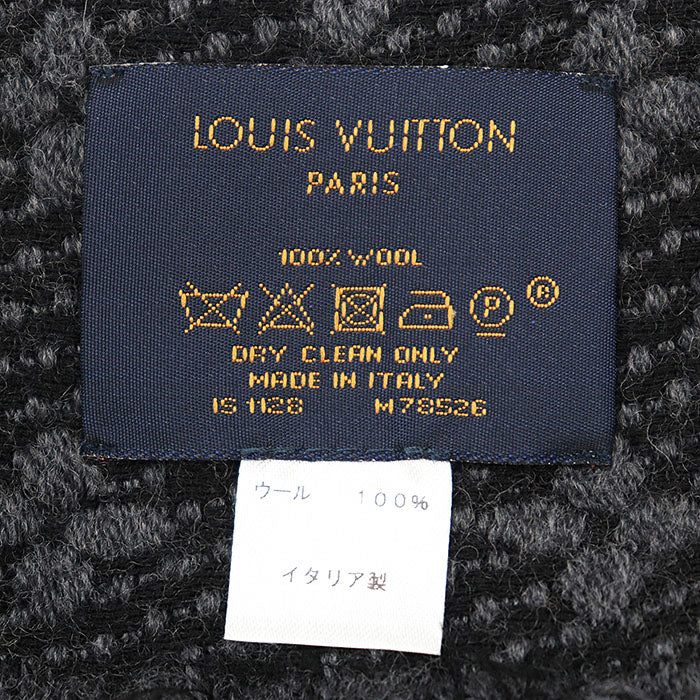 LOUIS VUITTON
PARIS
100% WOOL
P ®
DRY CLEAN ONLY
MADE IN ITALY
IS 1128 M78526
ウール 100%
イタリア製